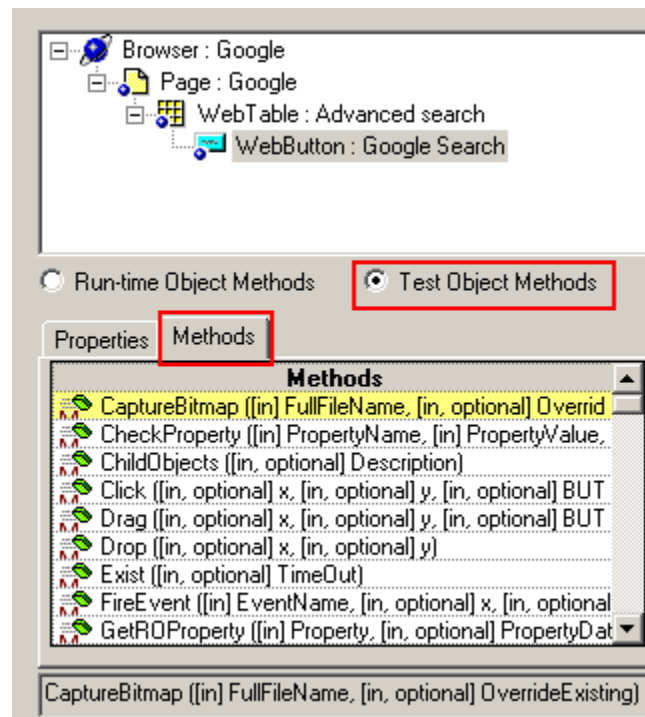 Browser : Google
Page : Google
WebTable : Advanced search
WebButton : Google Search
Run-time Object Methods Test Object Methods
Properties Methods
Methods
CaptureBitmap ([in] FullFileName, [in, optional] Overrid
CheckProperty ([in] PropertyName, [in] PropertyValue,
ChildObjects ([in, optional] Description)
Click ([in, optional] x, [in, optional] y, [in, optional] BUT
Drag ([in, optional] x, [in, optional] y, [in, optional] BUT
Drop ([in, optional] x, [in, optional] y)
Exist ([in, optional] TimeOut)
FireEvent ([in] EventName, [in, optional] x, [in, optional
GetROProperty ([in] Property, [in, optional] PropertyDat
CaptureBitmap ([in] FullFileName, [in, optional] OverrideExisting)